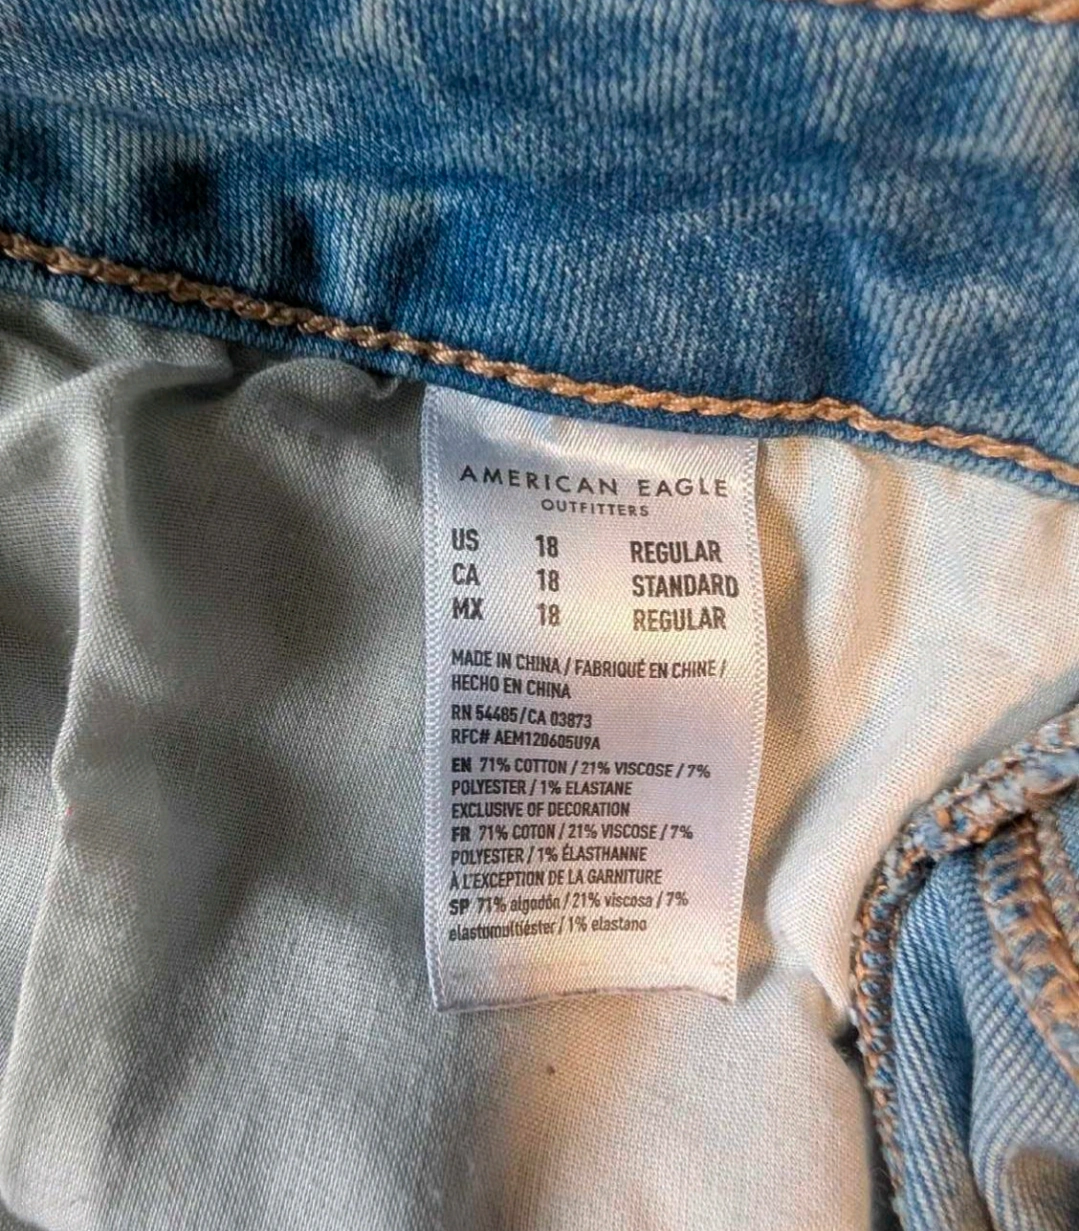 AMERICAN EAGLE
OUTFITTERS
US 18 REGULAR
CA 18 STANDARD
MX 18 REGULAR
MADE IN CHINA / FABRIQUÉ EN CHINE /
HECHO EN CHINA
RN 54485/CA 03873
RFC# AEM120605U9A
EN 71% COTTON / 21% VISCOSE / 7%
POLYESTER / 1% ELASTANE
EXCLUSIVE OF DECORATION
FR 71% COTON / 21% VISCOSE / 7%
POLYESTER / 1% ÉLASTHANNE
À L'EXCEPTION DE LA GARNITURE
SP 71% algodón / 21% viscosa / 7%
elastomultiéster / 1% elastano